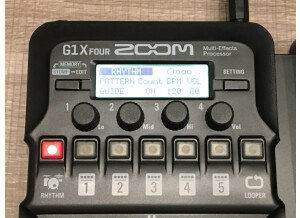 G1X FOUR ZOOM Multi-Effects Processor
MEMORY
STOMP EDIT
RHYTHM
PATTERN Count BPM VOL
GUIDE ON 120 80
SETTING
1 2 3 4
Lo Mid Hi Vol
RHYTHM 1 2 3 4 5 LOOPER